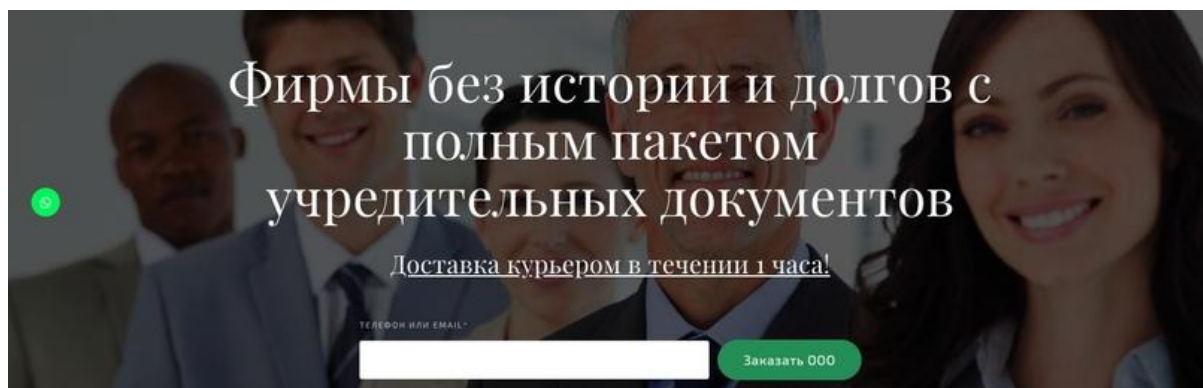 Фирмы без истории и долгов с
полным пакетом
учредительных документов
Доставка курьером в течении 1 часа!
ТЕЛЕФОН ИЛИ EMAIL*
Заказать ООО